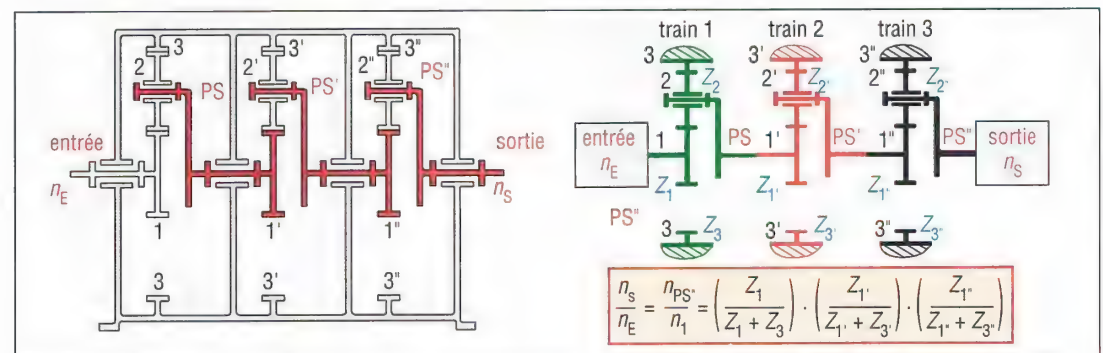 3 3' 3"
2 2' 2"
PS PS' PS"
entrée sortie
n_E n_S
1 1' 1"
3 3' 3"
train 1 train 2 train 3
3 3' 3"
2 Z_2 2' Z_2' 2" Z_2"
entrée n_E 1 PS 1' PS' 1" PS" sortie n_S
Z_1 Z_1' Z_1"
PS" 3 Z_3 3' Z_3' 3" Z_3"
n_s/n_E = n_PS"/n_1 = (Z_1/(Z_1 + Z_3)) · (Z_1'/(Z_1' + Z_3')) · (Z_1"/(Z_1" + Z_3"))